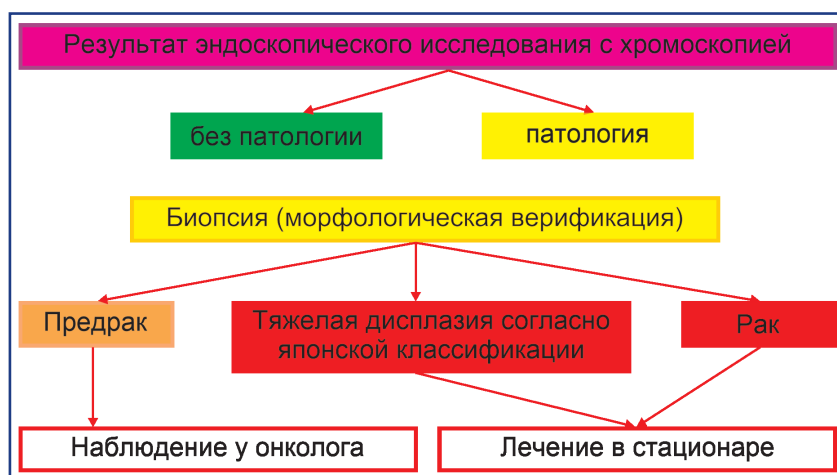 Результат эндоскопического исследования с хромоскопией
без патологии
патология
Биопсия (морфологическая верификация)
Предрак
Тяжелая дисплазия согласно
японской классификации
Рак
Наблюдение у онколога
Лечение в стационаре